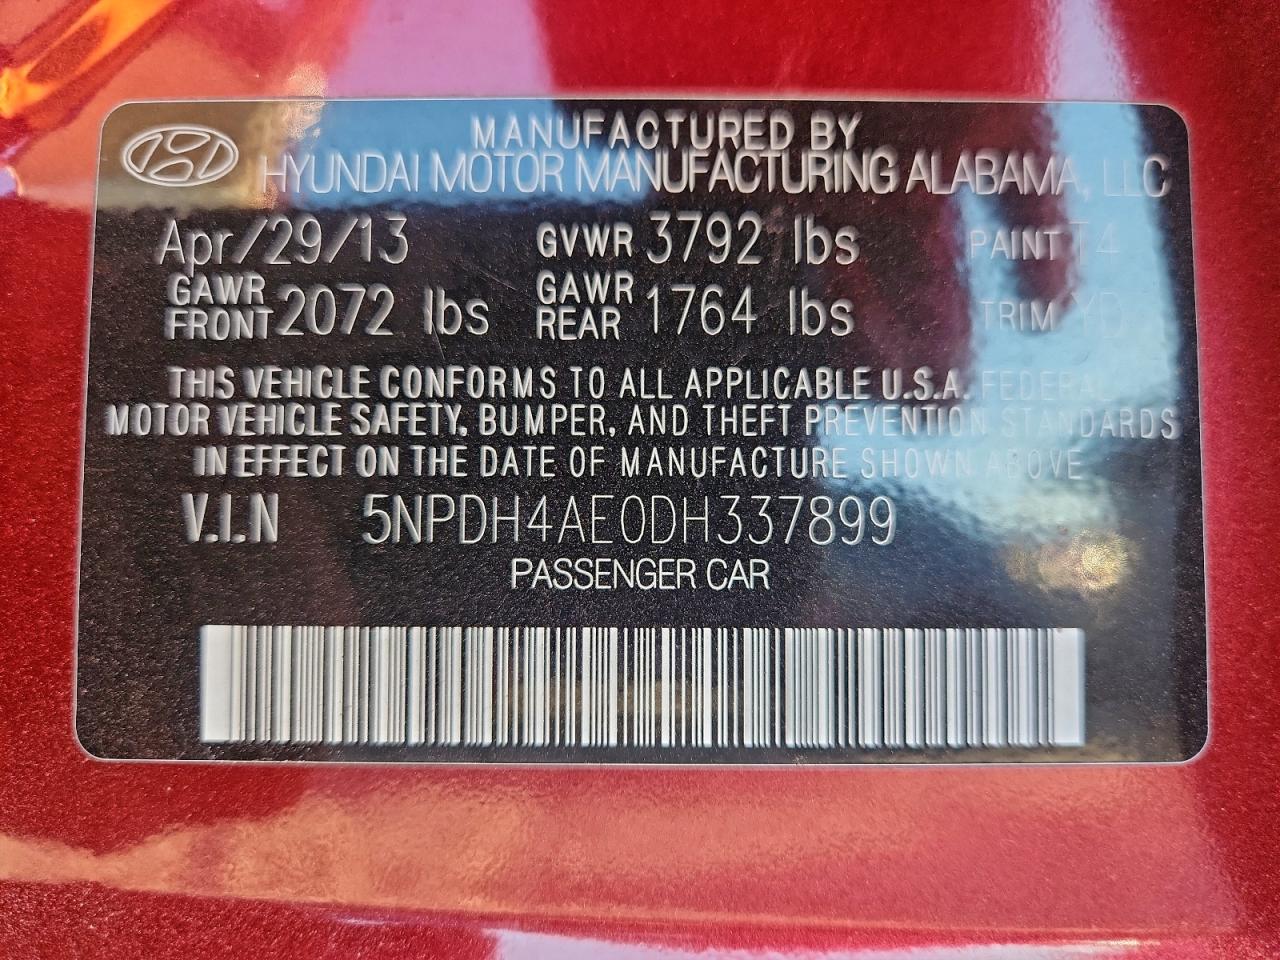 MANUFACTURED BY
HYUNDAI MOTOR MANUFACTURING ALABAMA, LLC
Apr/29/13 GVWR 3792 lbs PAINT T4
GAWR FRONT 2072 lbs GAWR REAR 1764 lbs TRIM YD
THIS VEHICLE CONFORMS TO ALL APPLICABLE U.S.A. FEDERAL
MOTOR VEHICLE SAFETY, BUMPER, AND THEFT PREVENTION STANDARDS
IN EFFECT ON THE DATE OF MANUFACTURE SHOWN ABOVE
V.I.N 5NPDH4AE0DH337899
PASSENGER CAR